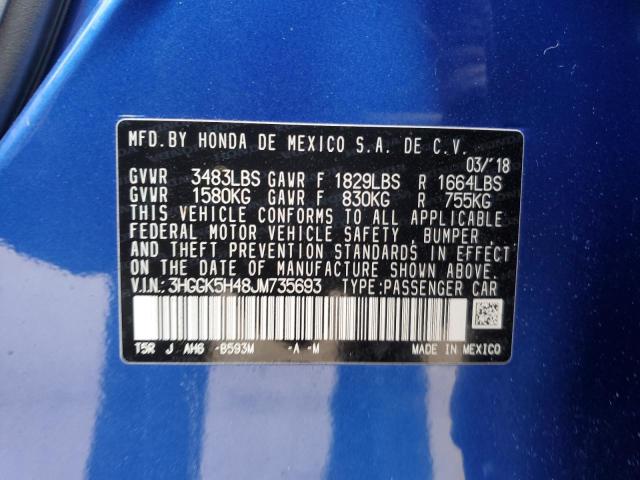 MFD.BY HONDA DE MEXICO S.A. DE C.V.
03/'18
GVWR 3483LBS GAWR F 1829LBS R 1664LBS
GVWR 1580KG GAWR F 830KG R 755KG
THIS VEHICLE CONFORMS TO ALL APPLICABLE
FEDERAL MOTOR VEHICLE SAFETY , BUMPER ,
AND THEFT PREVENTION STANDARDS IN EFFECT
ON THE DATE OF MANUFACTURE SHOWN ABOVE.
V.I.N.: 3HGGK5H48JM735693 TYPE:PASSENGER CAR
T5R J AH6 -B593M -A -M MADE IN MEXICO